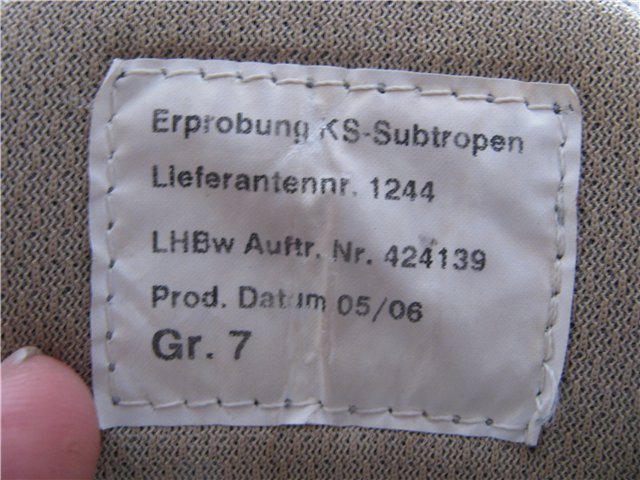 Erprobung KS-Subtropen
Lieferantennr. 1244
LHBw Auftr. Nr. 424139
Prod. Datum 05/06
Gr. 7